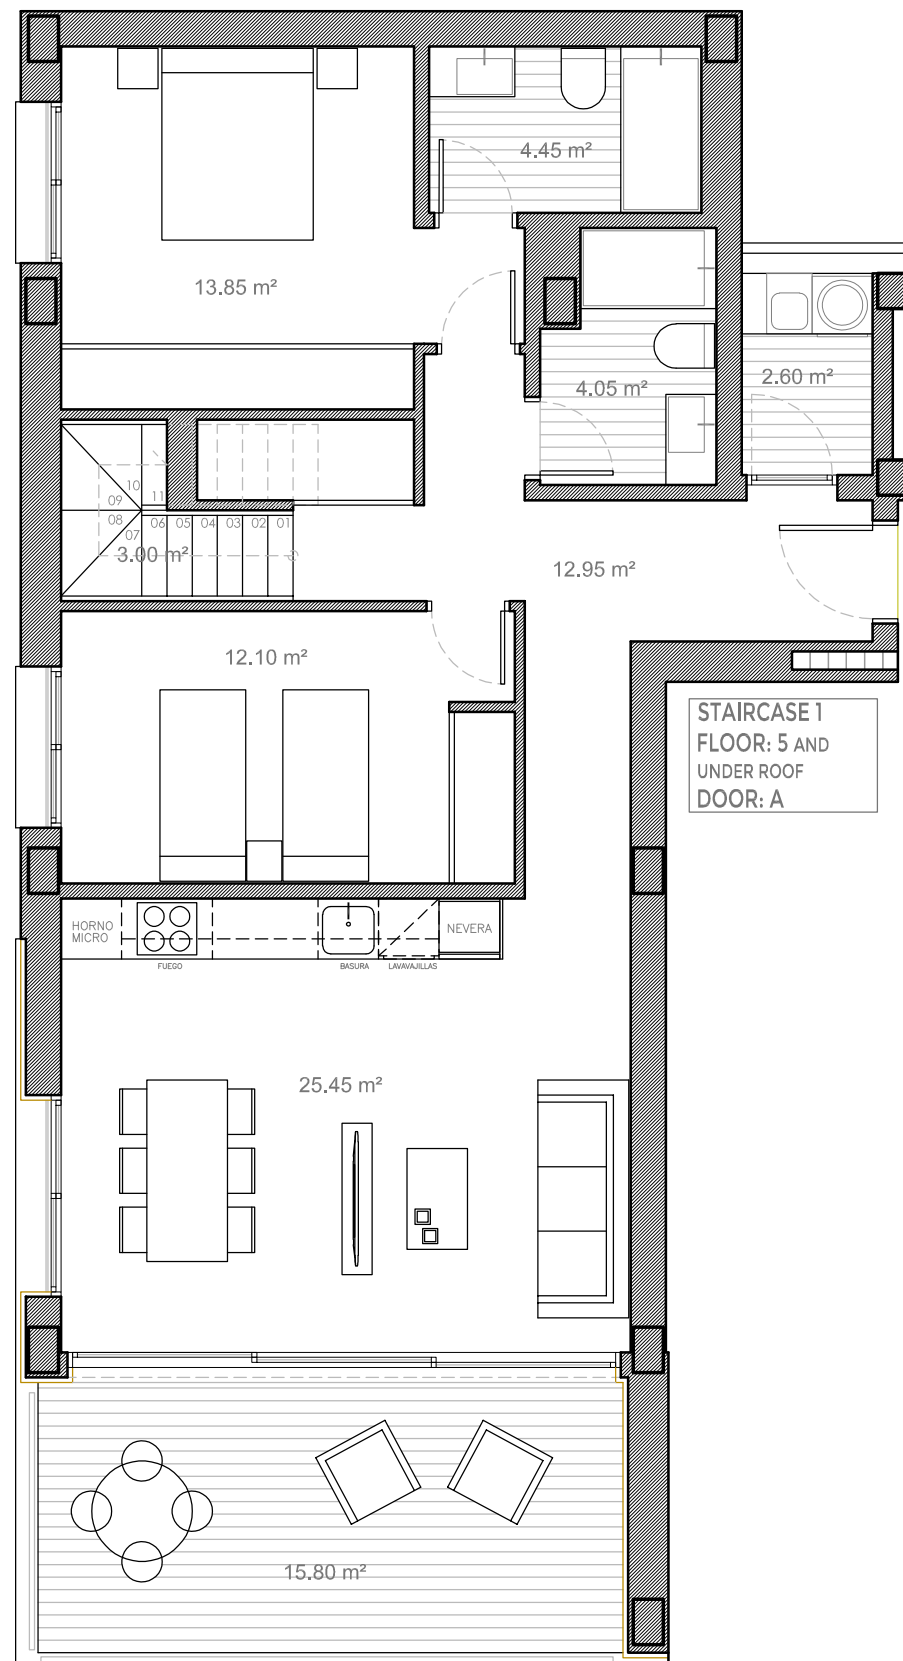 4.45 m²
13.85 m²
4.05 m²
2.60 m²
10
09
11
08
07
06
05
04
03
02
01
3.00 m²
12.95 m²
12.10 m²
STAIRCASE 1
FLOOR: 5 AND
UNDER ROOF
DOOR: A
HORNO
MICRO
NEVERA
FUEGO
BASURA
LAVAVAJILLAS
25.45 m²
15.80 m²